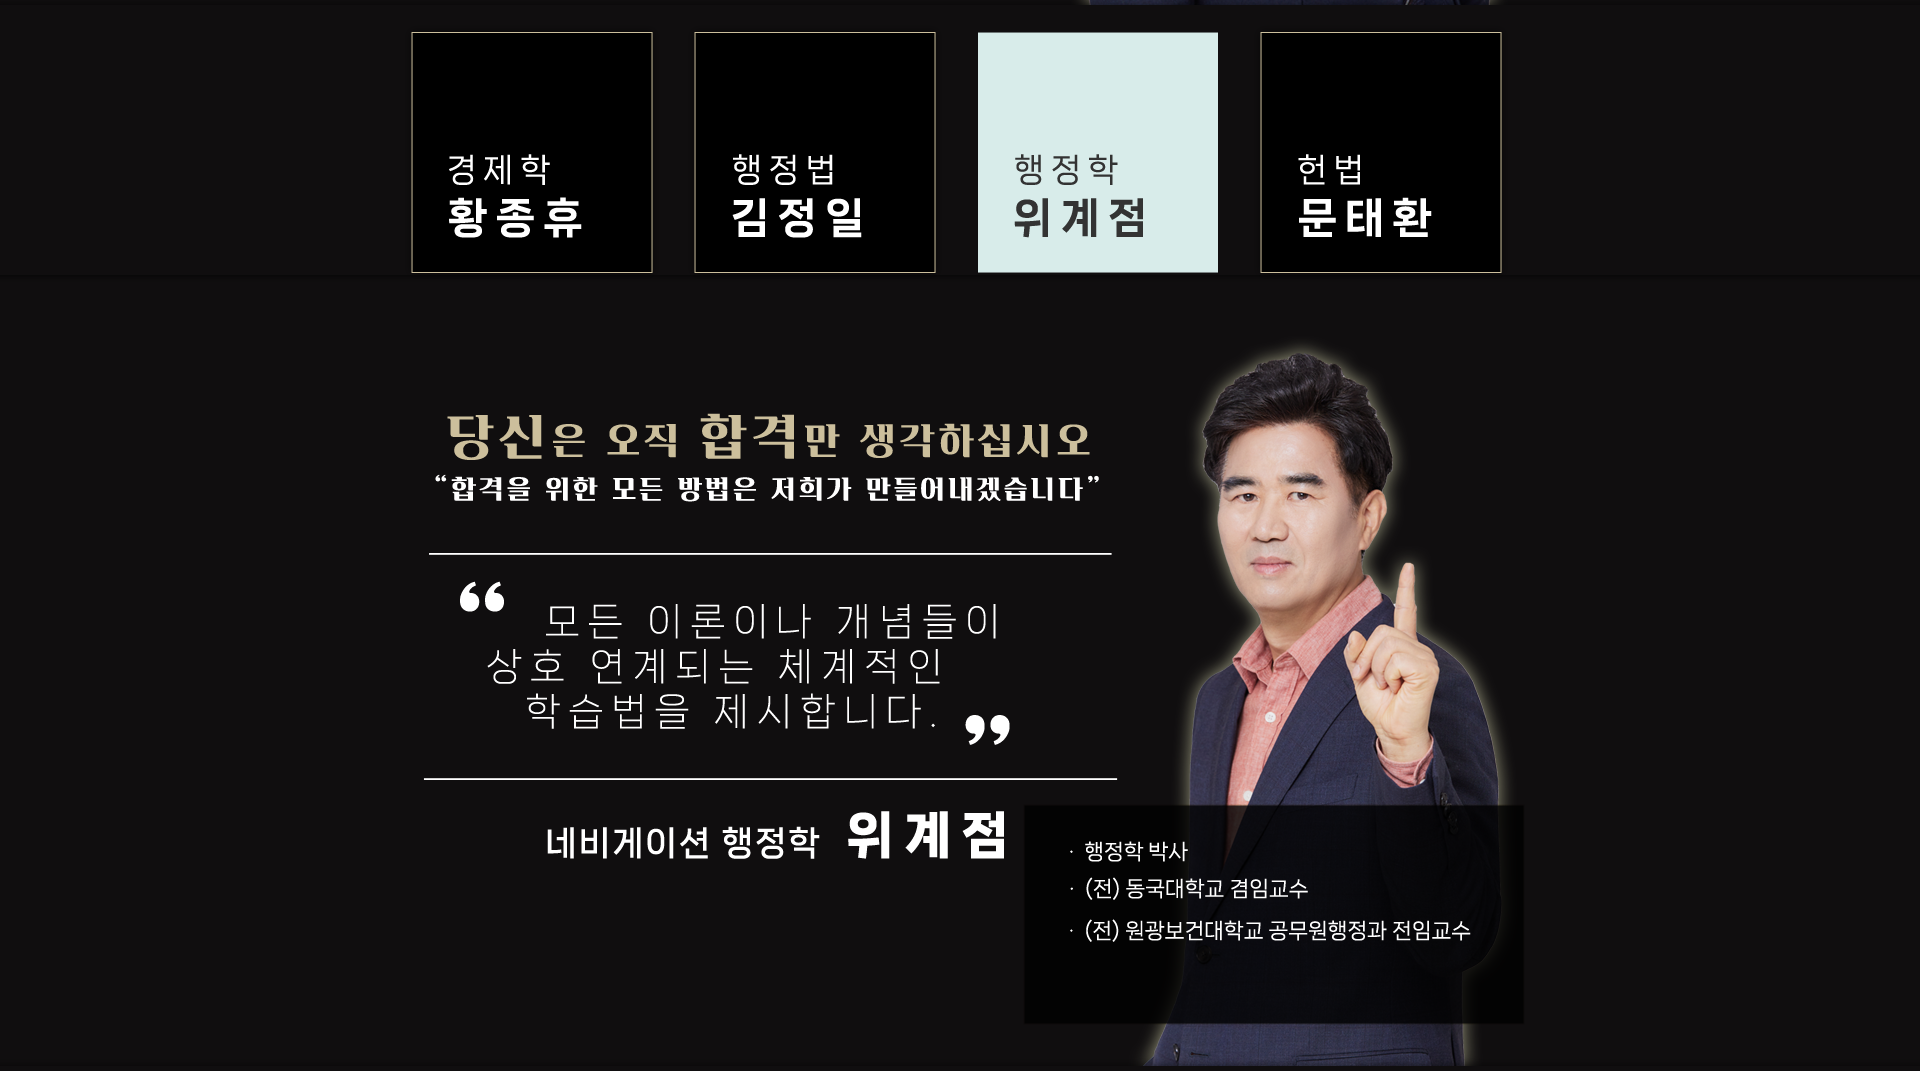 경제학
황종휴
행정법
김정일
행정학
위계점
헌법
문태환
당신은 오직 합격만 생각하십시오
“합격을 위한 모든 방법은 저희가 만들어내겠습니다”
“ 모든 이론이나 개념들이
상호 연계되는 체계적인
학습법을 제시합니다. ”
네비게이션 행정학 위계점
· 행정학 박사
· (전) 동국대학교 겸임교수
· (전) 원광보건대학교 공무원행정과 전임교수